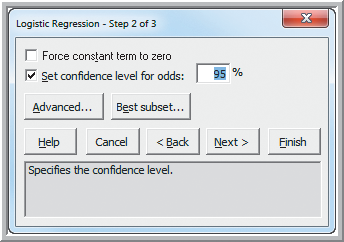 Logistic Regression - Step 2 of 3
Force constant term to zero
Set confidence level for odds: 95 %
Advanced... Best subset...
Help Cancel < Back Next > Finish
Specifies the confidence level.